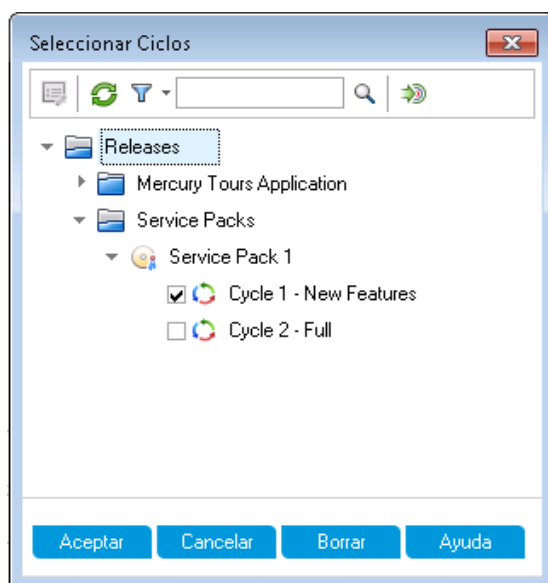 Seleccionar Ciclos
Releases
Mercury Tours Application
Service Packs
Service Pack 1
Cycle 1 - New Features
Cycle 2 - Full
Aceptar Cancelar Borrar Ayuda